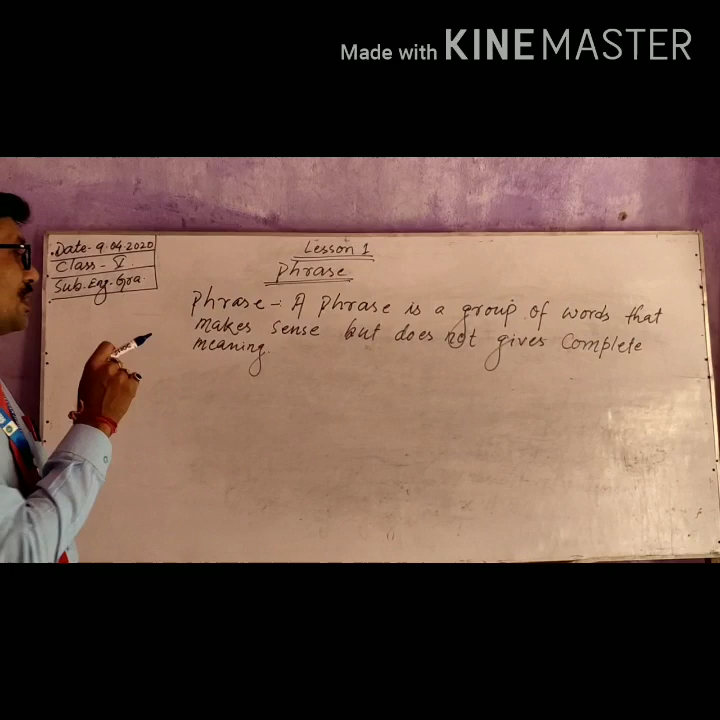 Made with KINEMASTER
Date- 9.04.2020
Class - V.
Sub. Eng. Gra.
Lesson 1
Phrase
Phrase -: A phrase is a group of words that
makes sense but does not gives Complete
meaning.